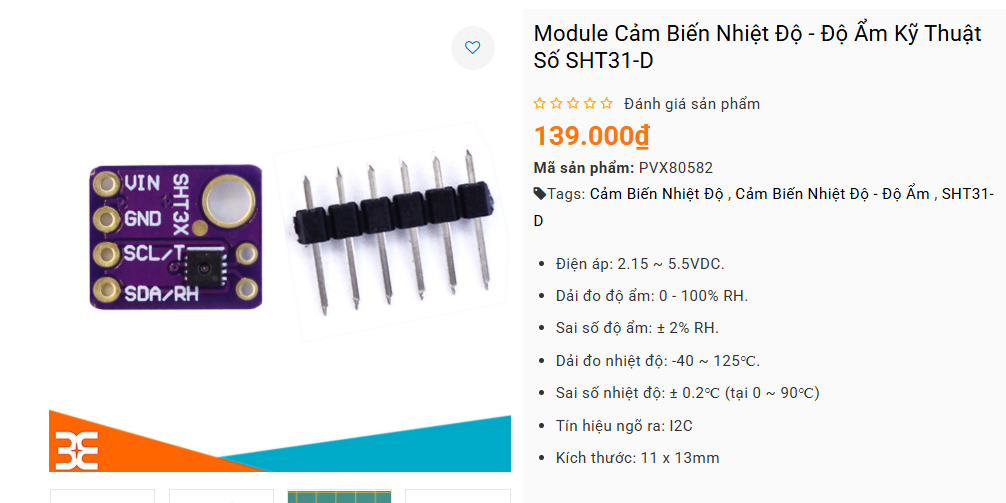 Module Cảm Biến Nhiệt Độ - Độ Ẩm Kỹ Thuật
Số SHT31-D
Đánh giá sản phẩm
139.000₫
Mã sản phẩm: PVX80582
Tags: Cảm Biến Nhiệt Độ , Cảm Biến Nhiệt Độ - Độ Ẩm , SHT31-
D
Điện áp: 2.15 ~ 5.5VDC.
Dải đo độ ẩm: 0 - 100% RH.
Sai số độ ẩm: ± 2% RH.
Dải đo nhiệt độ: -40 ~ 125℃.
Sai số nhiệt độ: ± 0.2℃ (tại 0 ~ 90℃)
Tín hiệu ngõ ra: I2C
Kích thước: 11 x 13mm
VIN
GND
SCL/T
SDA/RH
SHT3X